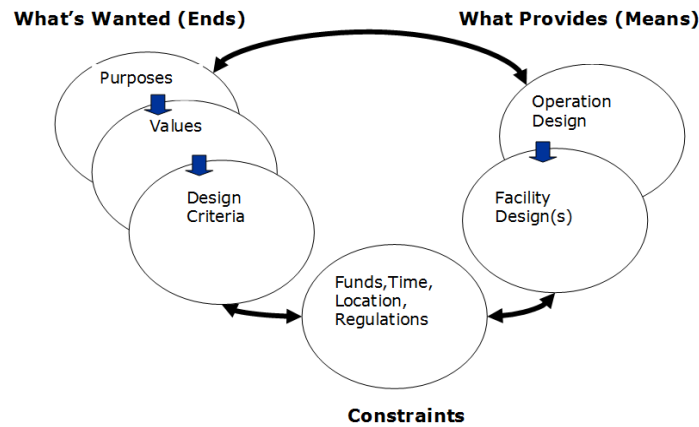 What's Wanted (Ends)
What Provides (Means)
Purposes
Values
Design
Criteria
Operation
Design
Facility
Design(s)
Funds,Time,
Location,
Regulations
Constraints